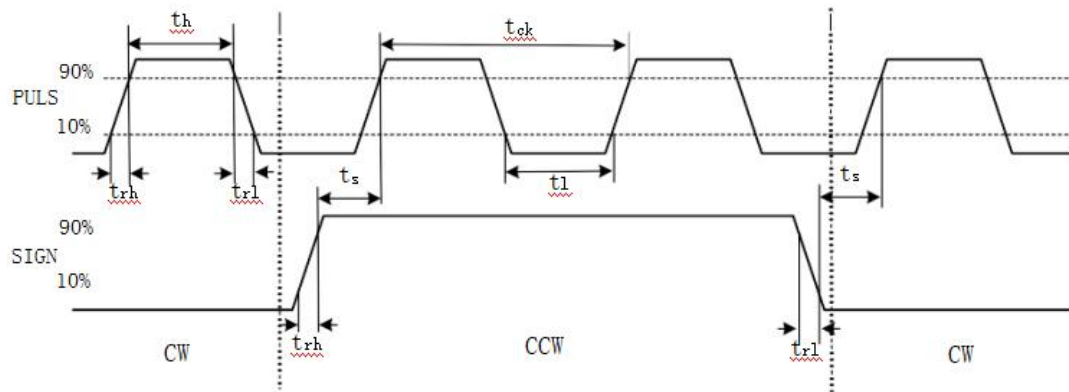 th
tck
90%
PULS
10%
trh
trl
ts
tl
ts
90%
SIGN
10%
trh
trl
CW
CCW
CW